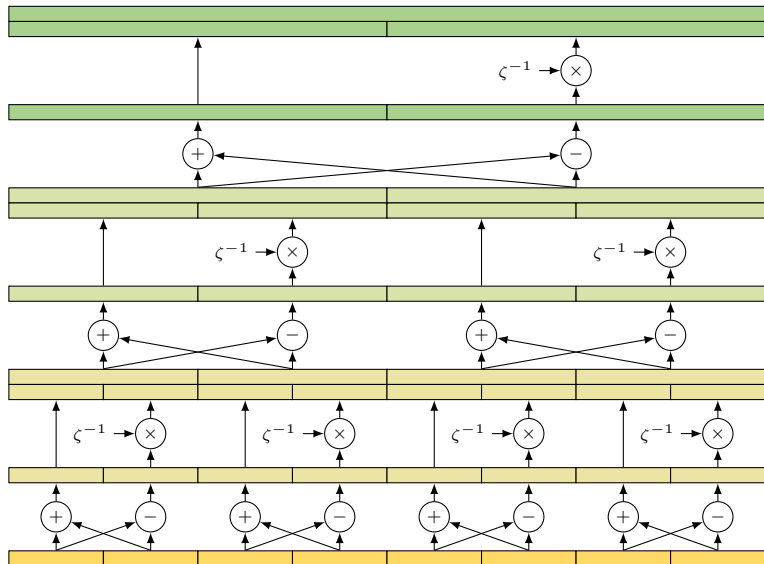 ζ⁻¹ ×
+ −
ζ⁻¹ × ζ⁻¹ ×
+ − + −
ζ⁻¹ × ζ⁻¹ × ζ⁻¹ × ζ⁻¹ ×
+ − + − + − + −